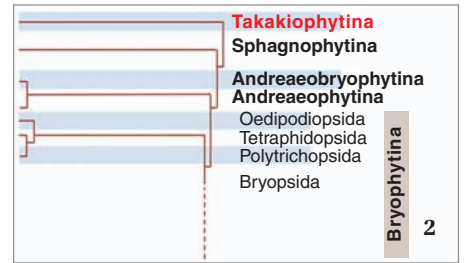 Takakiophytina
Sphagnophytina
Andreaeobryophytina
Andreaeophytina
Oedipodiopsida
Tetraphidopsida
Polytrichopsida
Bryopsida
Bryophytina
2